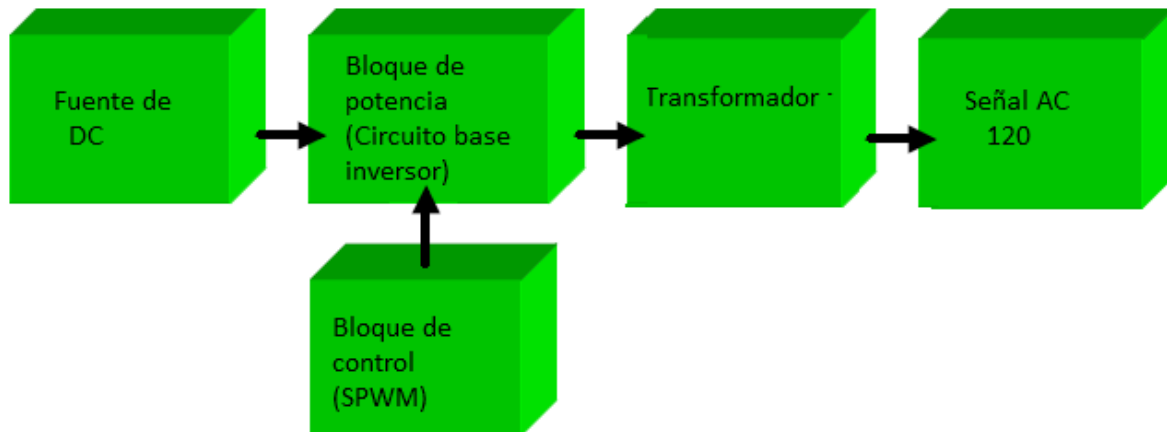 Fuente de
DC
Bloque de
potencia
(Circuito base
inversor)
Transformador
Señal AC
120
Bloque de
control
(SPWM)